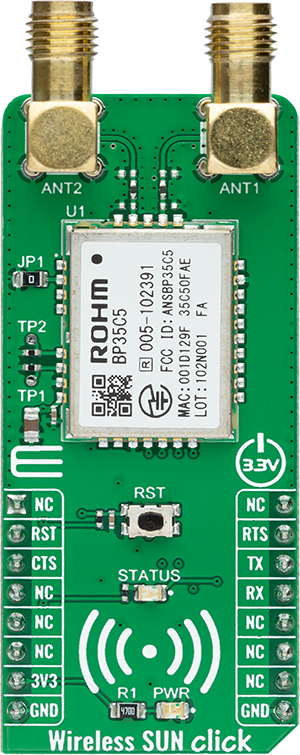 ANT2
ANT1
U1
JP1
TP2
TP1
ROHM
BP35C5
R 005-102391
FCC ID:ANSBP35C5
MAC:001D129F 35C50FAE
LOT:102N001 FA
3.3V
RST
STATUS
NC
RST
CTS
NC
NC
NC
3V3
GND
NC
RTS
TX
RX
NC
NC
NC
GND
R1
4700
PWR
Wireless SUN click